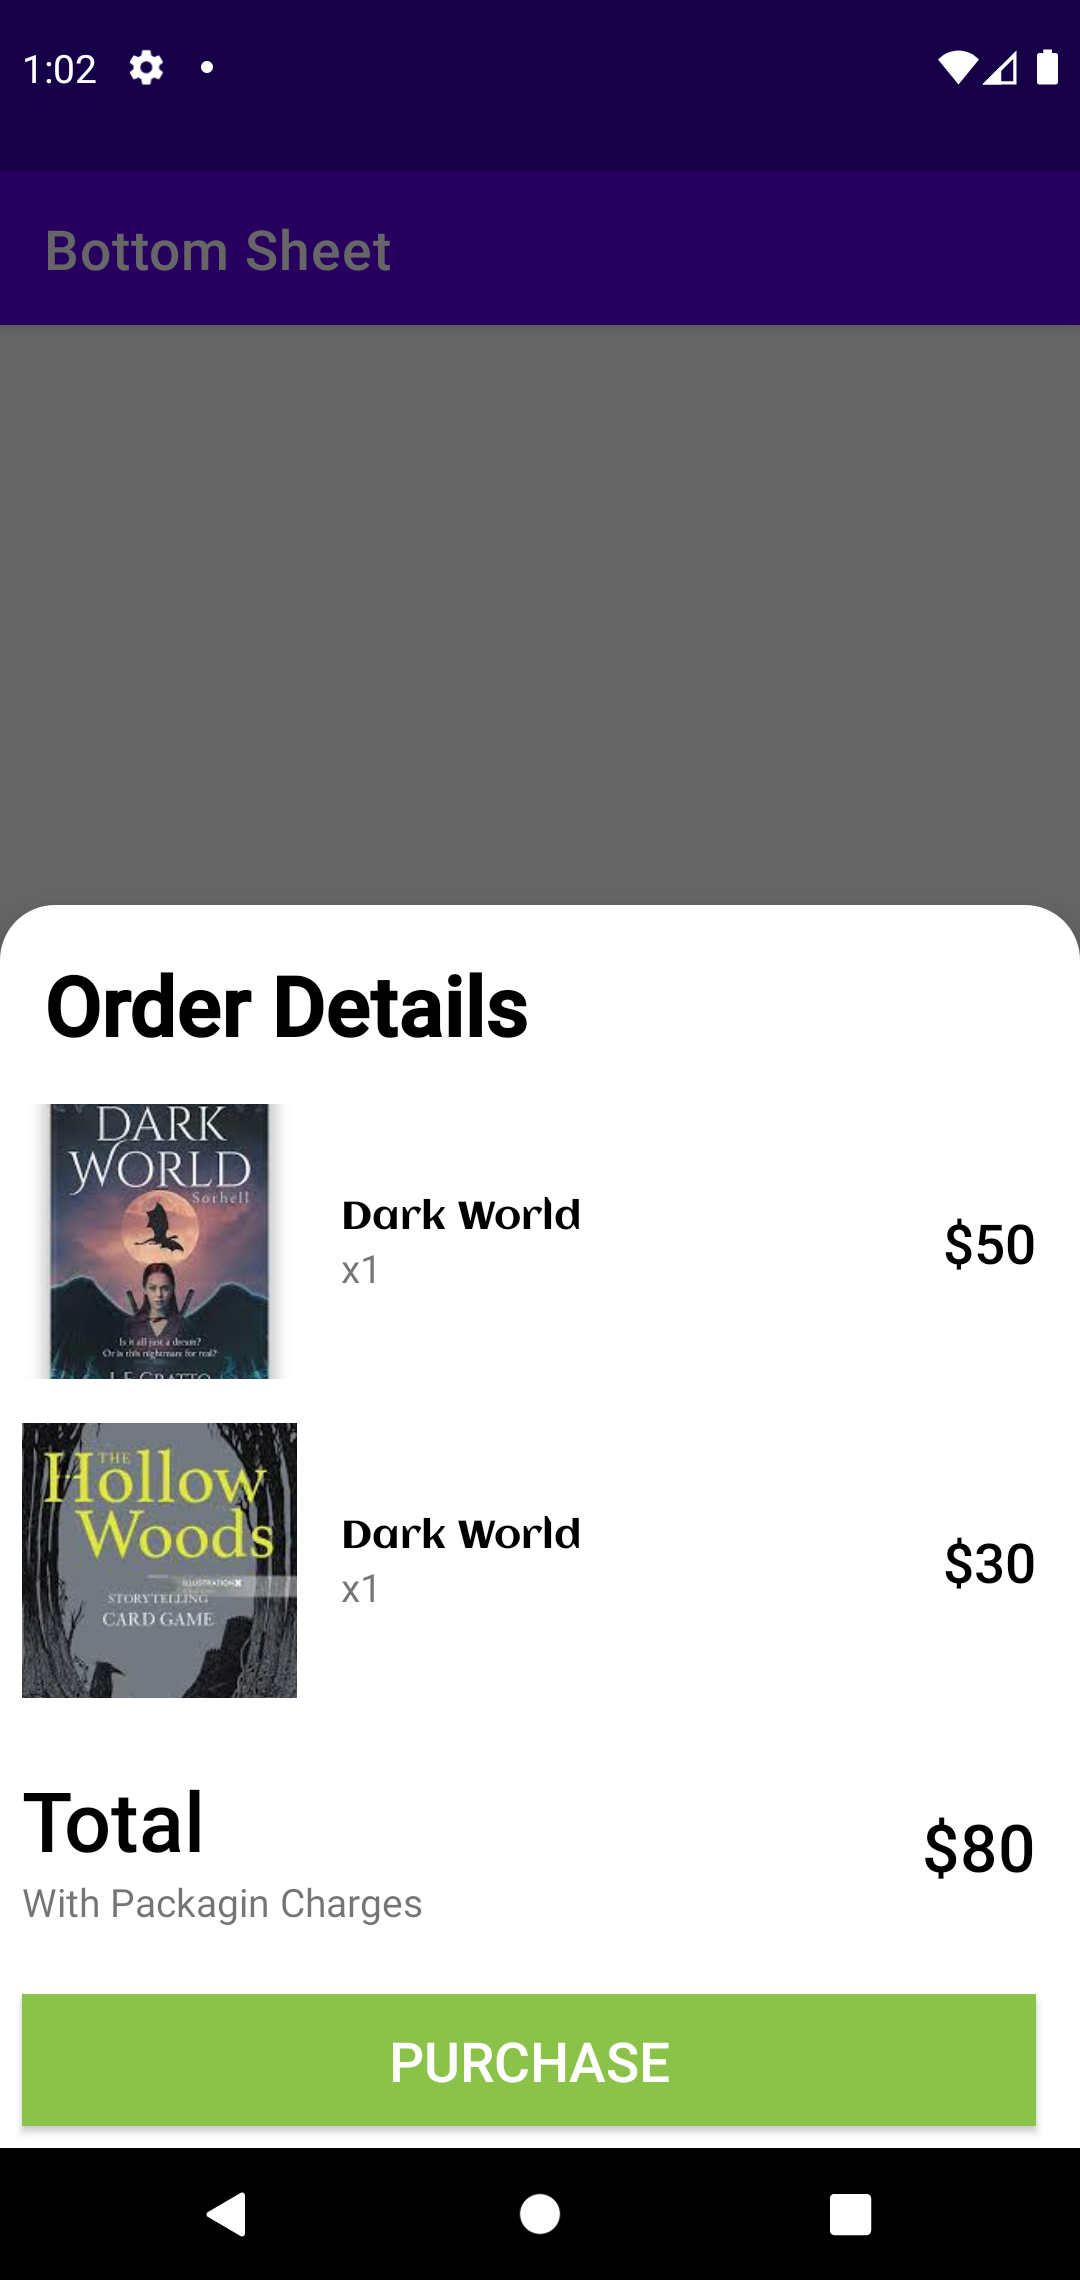 1:02
Bottom Sheet
Order Details
DARK
WORLD
Sorhell
Is it all just a dream?
Or is this nightmare for real?
Dark World
x1
$50
THE
Hollow
Woods
ILLUSTRATIONX
STORYTELLING
CARD GAME
Dark World
x1
$30
Total
With Packagin Charges
$80
PURCHASE